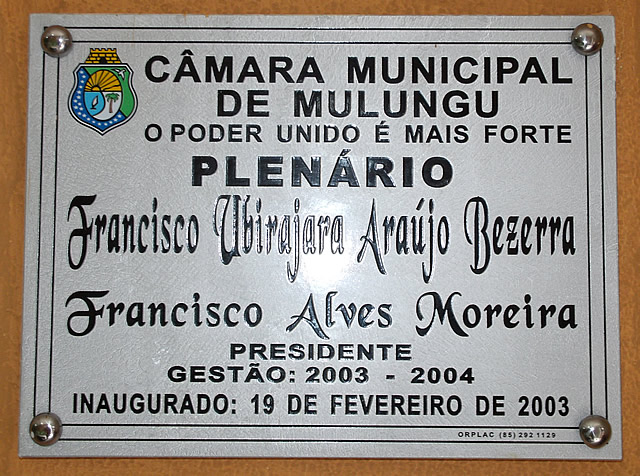 CÂMARA MUNICIPAL
DE MULUNGU
O PODER UNIDO É MAIS FORTE
PLENÁRIO
Francisco Ubirajara Araújo Bezerra
Francisco Alves Moreira
PRESIDENTE
GESTÃO: 2003 - 2004
INAUGURADO: 19 DE FEVEREIRO DE 2003
ORPLAC (85) 292 1129